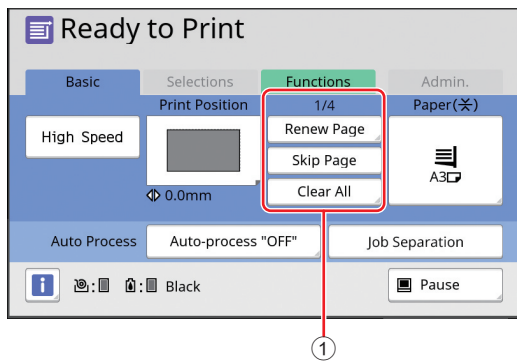 Ready to Print
Basic
Selections
Functions
Admin.
Print Position
1/4
Paper(⚹)
High Speed
Renew Page
Skip Page
Clear All
A3
0.0mm
Auto Process
Auto-process "OFF"
Job Separation
i
Black
Pause
1